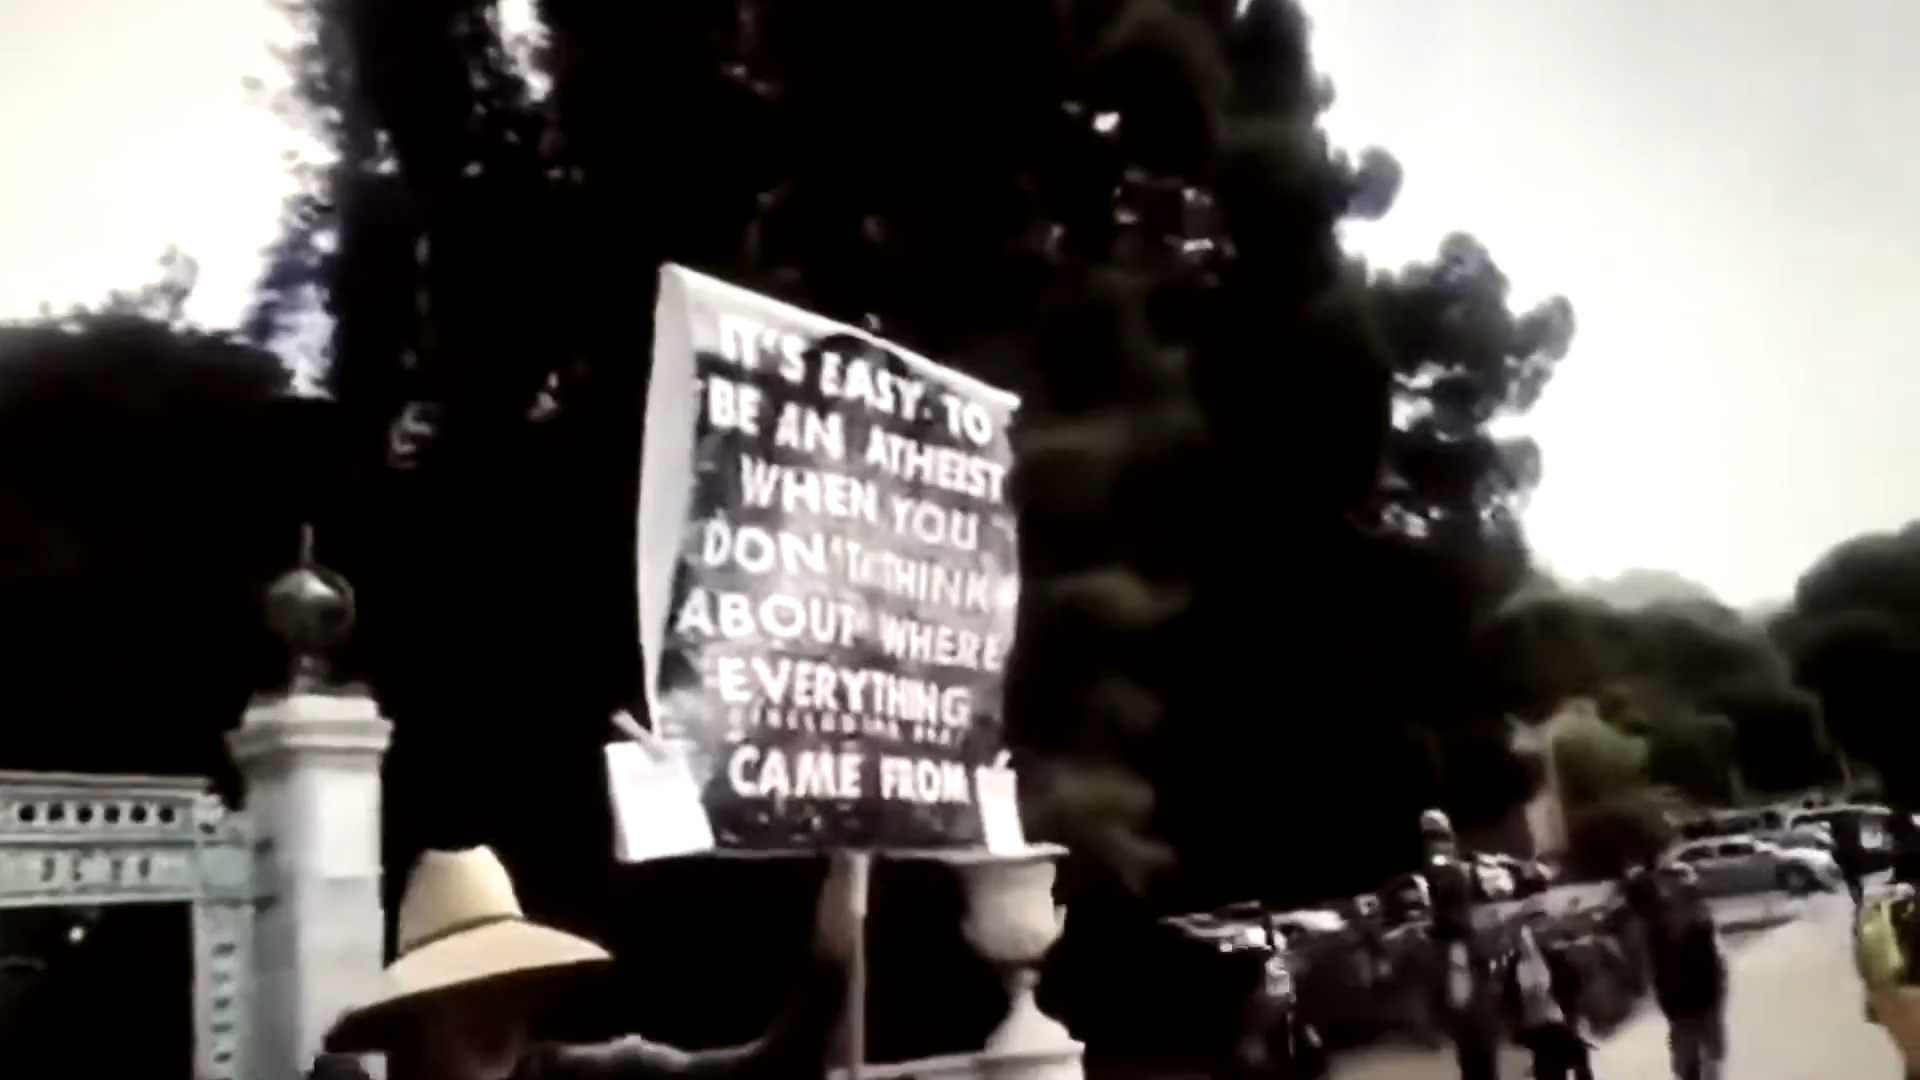 IT'S EASY TO
BE AN ATHEIST
WHEN YOU
DON'T THINK
ABOUT WHERE
EVERYTHING
CAME FROM